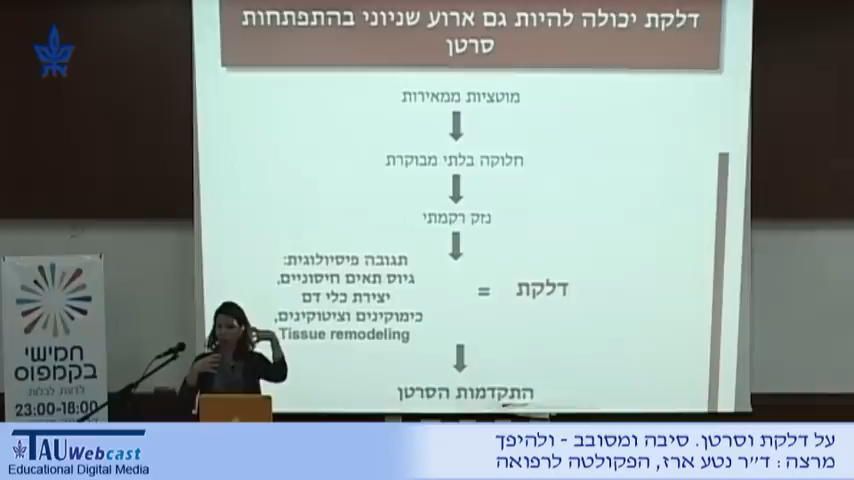 דלקת יכולה להיות גם ארוע שניוני בהתפתחות
סרטן
מוטציות ממאירות
חלוקה בלתי מבוקרת
נזק רקמתי
תגובה פיסיולוגית:
גיוס תאים חיסוניים,
יצירת כלי דם
כימוקינים וציטוקינים,
Tissue remodeling
= דלקת
התקדמות הסרטן
חמישי
בקמפוס
לדעת לבלות
23:00-18:00
TAU Webcast
Educational Digital Media
על דלקת וסרטן. סיבה ומסובב - ולהיפך
מרצה: ד״ר נטע ארז, הפקולטה לרפואה